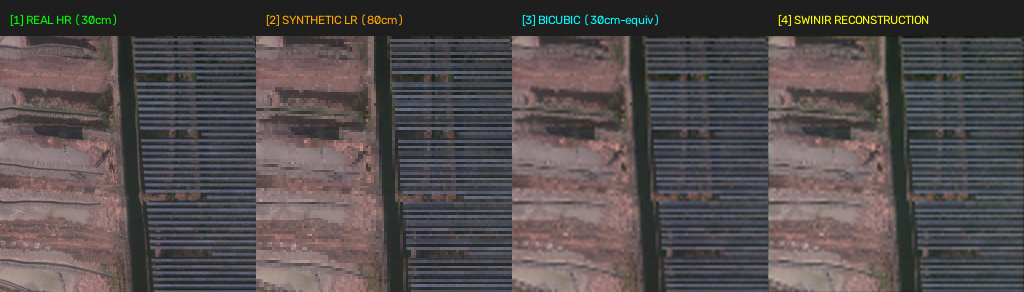 [1] REAL HR (30cm)
[2] SYNTHETIC LR (80cm)
[3] BICUBIC (30cm-equiv)
[4] SWINIR RECONSTRUCTION